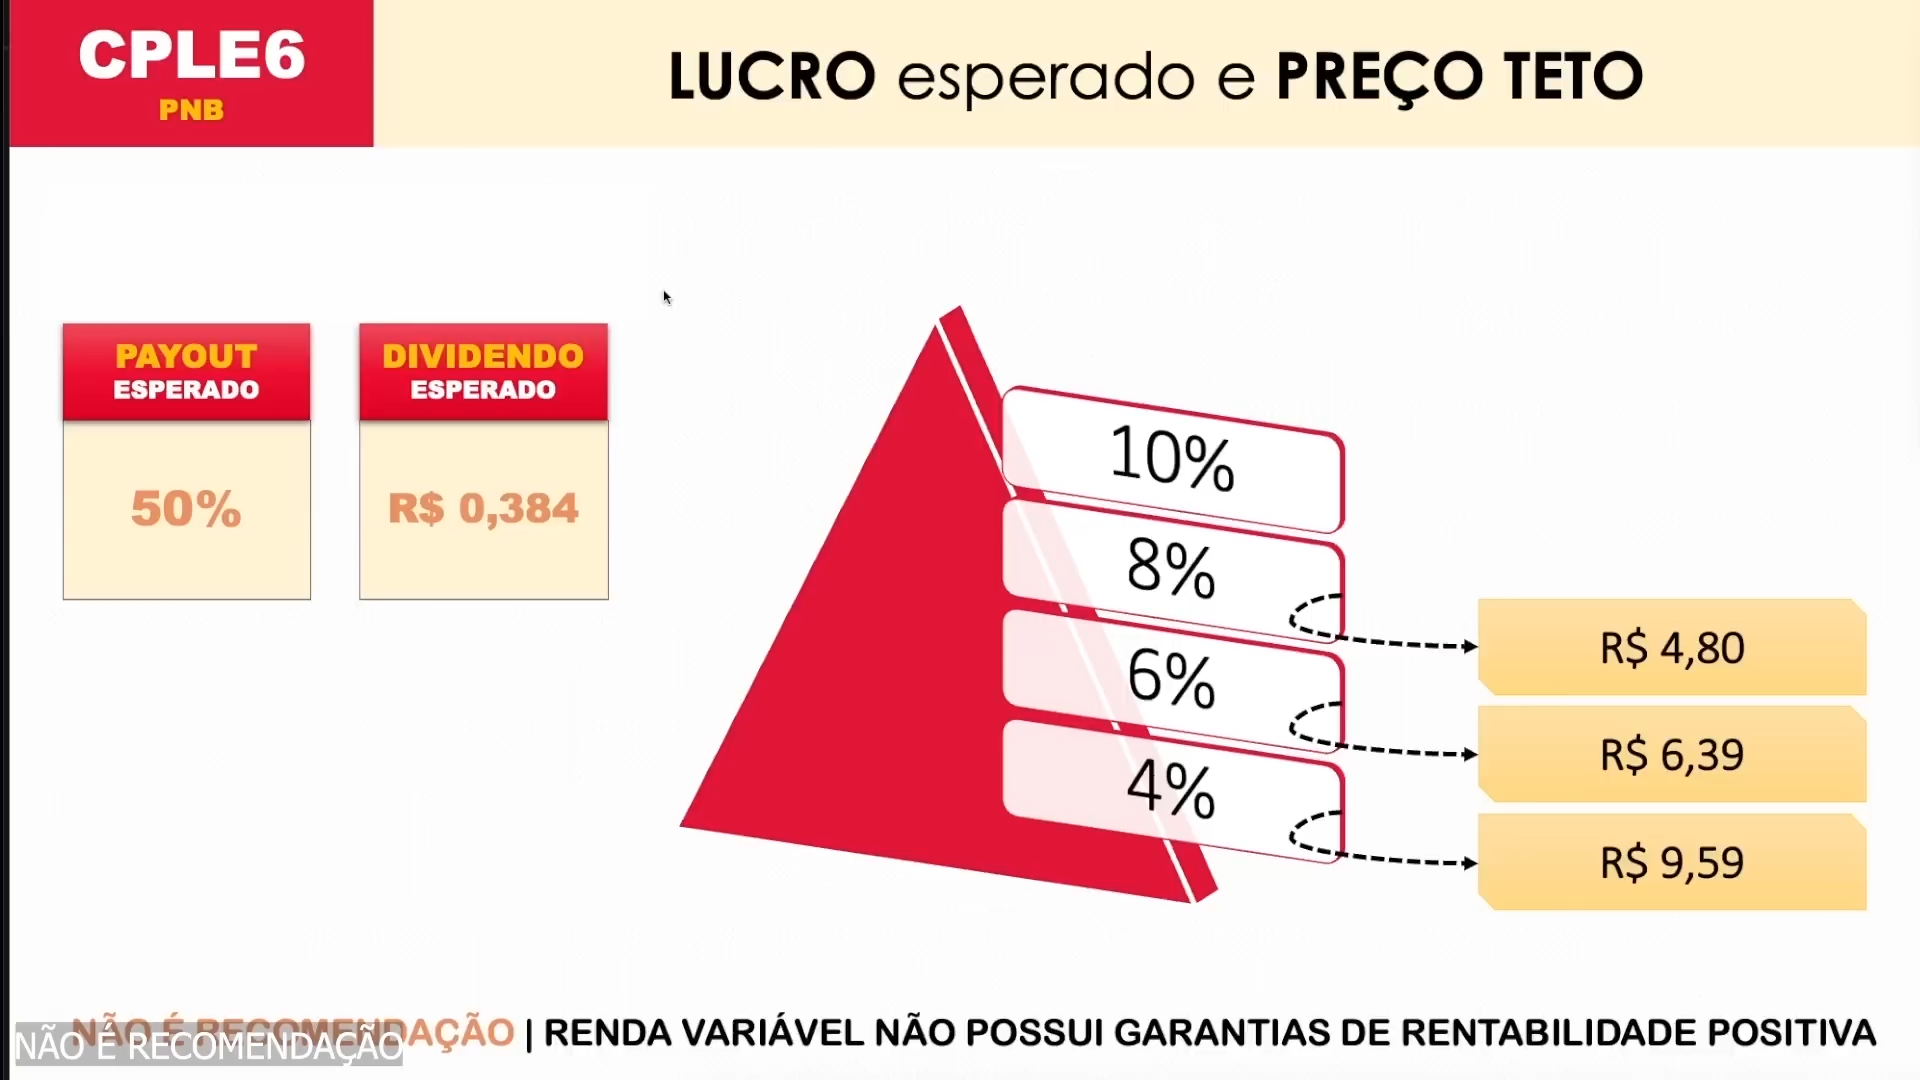 CPLE6
PNB
LUCRO esperado e PREÇO TETO
PAYOUT
ESPERADO
50%
DIVIDENDO
ESPERADO
R$ 0,384
10%
8%
6%
4%
R$ 4,80
R$ 6,39
R$ 9,59
NÃO É RECOMENDAÇÃO | RENDA VARIÁVEL NÃO POSSUI GARANTIAS DE RENTABILIDADE POSITIVA
NÃO É RECOMENDAÇÃO